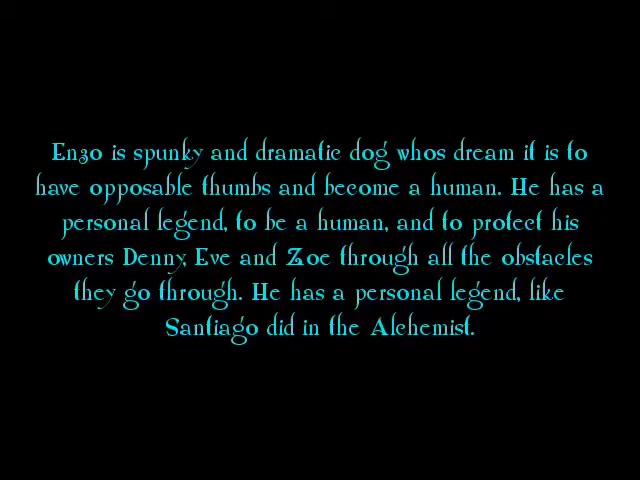 Enzo is spunky and dramatic dog whos dream it is to
have opposable thumbs and become a human. He has a
personal legend, to be a human, and to protect his
owners Denny, Eve and Zoe through all the obstacles
they go through. He has a personal legend, like
Santiago did in the Alchemist.